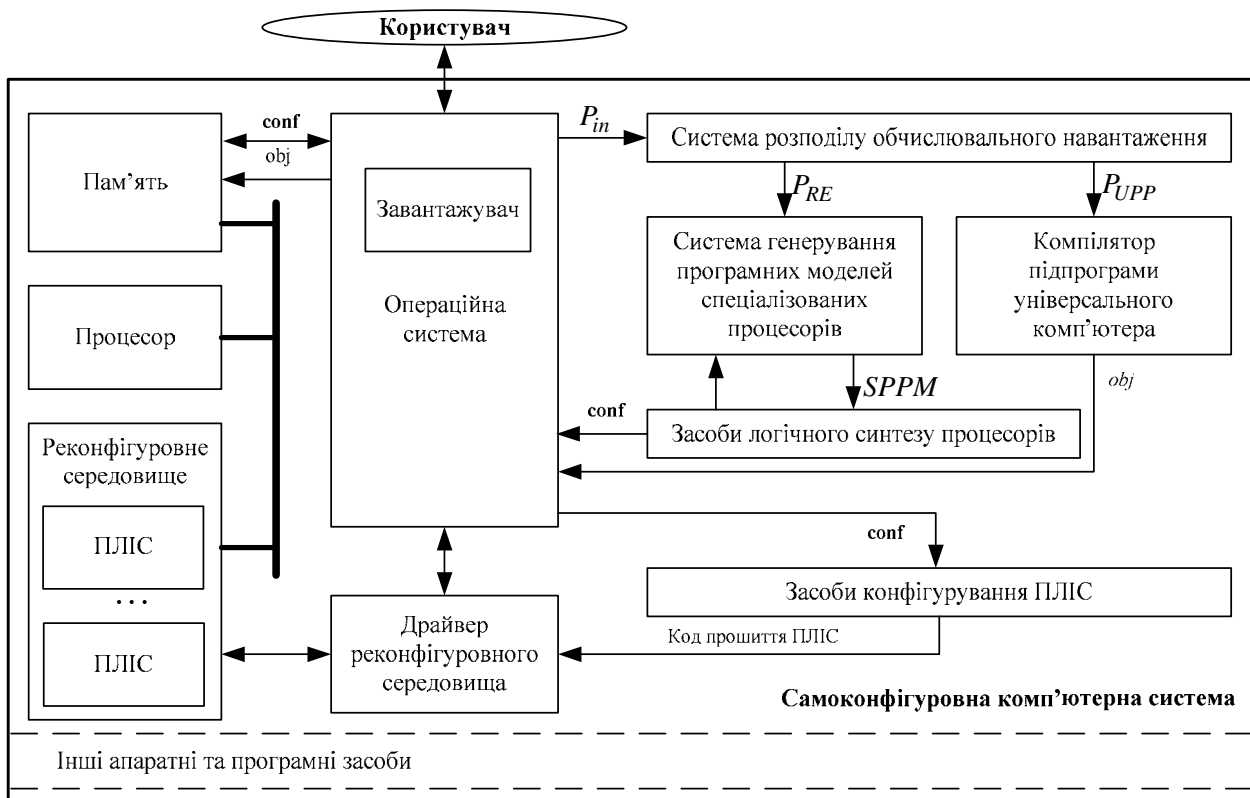 Користувач
conf
obj
Пам’ять
Процесор
Реконфігуровне
середовище
ПЛІС
...
ПЛІС
Завантажувач
Операційна
система
Драйвер
реконфігуровного
середовища
P_in
Система розподілу обчислювального навантаження
P_RE
P_UPP
Система генерування
програмних моделей
спеціалізованих
процесорів
Компілятор
підпрограми
універсального
комп’ютера
SPPM
obj
conf
Засоби логічного синтезу процесорів
conf
Засоби конфігурування ПЛІС
Код прошиття ПЛІС
Самоконфігуровна комп’ютерна система
Інші апаратні та програмні засоби